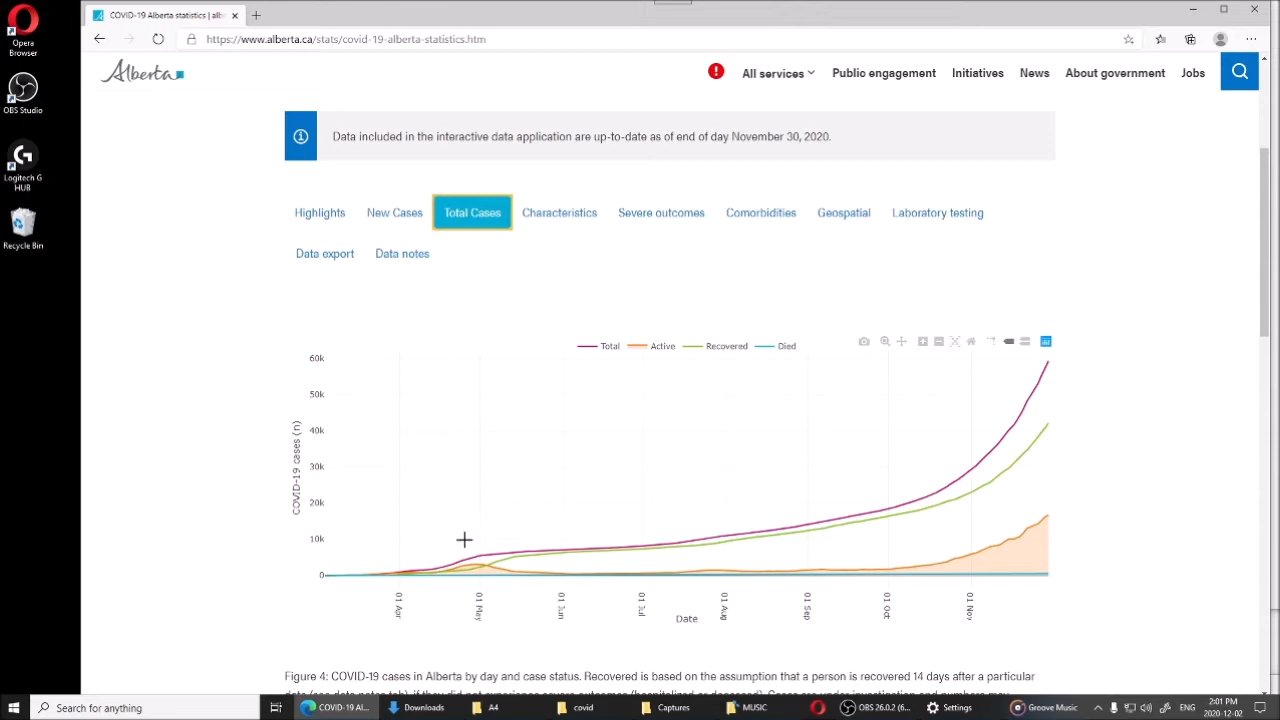 Opera
Browser
OBS Studio
Logitech G
HUB
Recycle Bin
COVID-19 Alberta statistics | alb
https://www.alberta.ca/stats/covid-19-alberta-statistics.htm
Alberta
All services
Public engagement
Initiatives
News
About government
Jobs
Data included in the interactive data application are up-to-date as of end of day November 30, 2020.
Highlights
New Cases
Total Cases
Characteristics
Severe outcomes
Comorbidities
Geospatial
Laboratory testing
Data export
Data notes
Total
Active
Recovered
Died
60k
50k
40k
30k
20k
10k
0
COVID-19 cases (n)
01 Apr
01 May
01 Jun
01 Jul
01 Aug
01 Sep
01 Oct
01 Nov
Date
Figure 4: COVID-19 cases in Alberta by day and case status. Recovered is based on the assumption that a person is recovered 14 days after a particular
Search for anything
COVID-19 Al...
Downloads
A4
covid
Captures
MUSIC
OBS 26.0.2 (6...
Settings
Groove Music
ENG
2:01 PM
2020-12-02